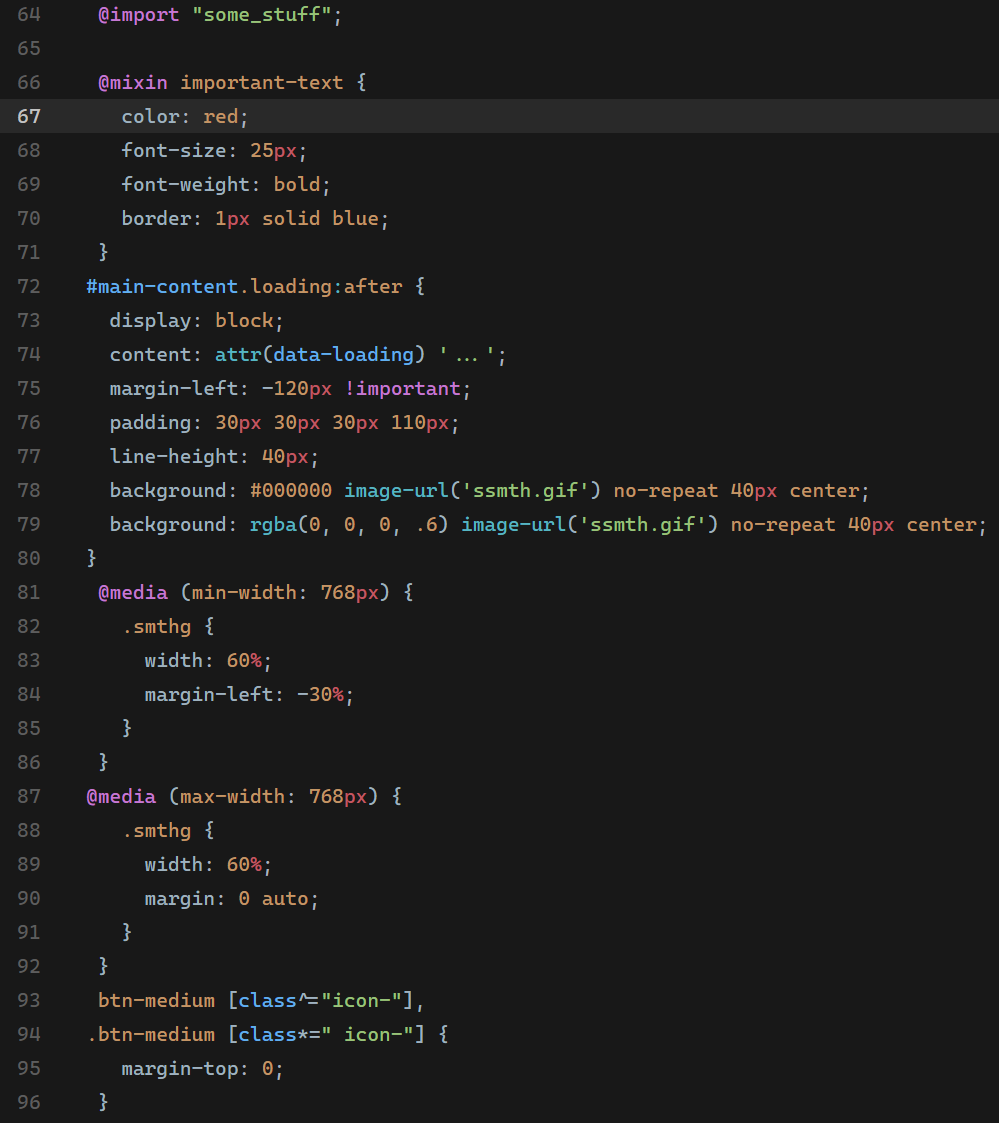 64 @import "some_stuff";
65
66 @mixin important-text {
67 color: red;
68 font-size: 25px;
69 font-weight: bold;
70 border: 1px solid blue;
71 }
72 #main-content.loading:after {
73 display: block;
74 content: attr(data-loading) '...';
75 margin-left: -120px !important;
76 padding: 30px 30px 30px 110px;
77 line-height: 40px;
78 background: #000000 image-url('ssmth.gif') no-repeat 40px center;
79 background: rgba(0, 0, 0, .6) image-url('ssmth.gif') no-repeat 40px center;
80 }
81 @media (min-width: 768px) {
82 .smthg {
83 width: 60%;
84 margin-left: -30%;
85 }
86 }
87 @media (max-width: 768px) {
88 .smthg {
89 width: 60%;
90 margin: 0 auto;
91 }
92 }
93 btn-medium [class^="icon-"],
94 .btn-medium [class*=" icon-"] {
95 margin-top: 0;
96 }